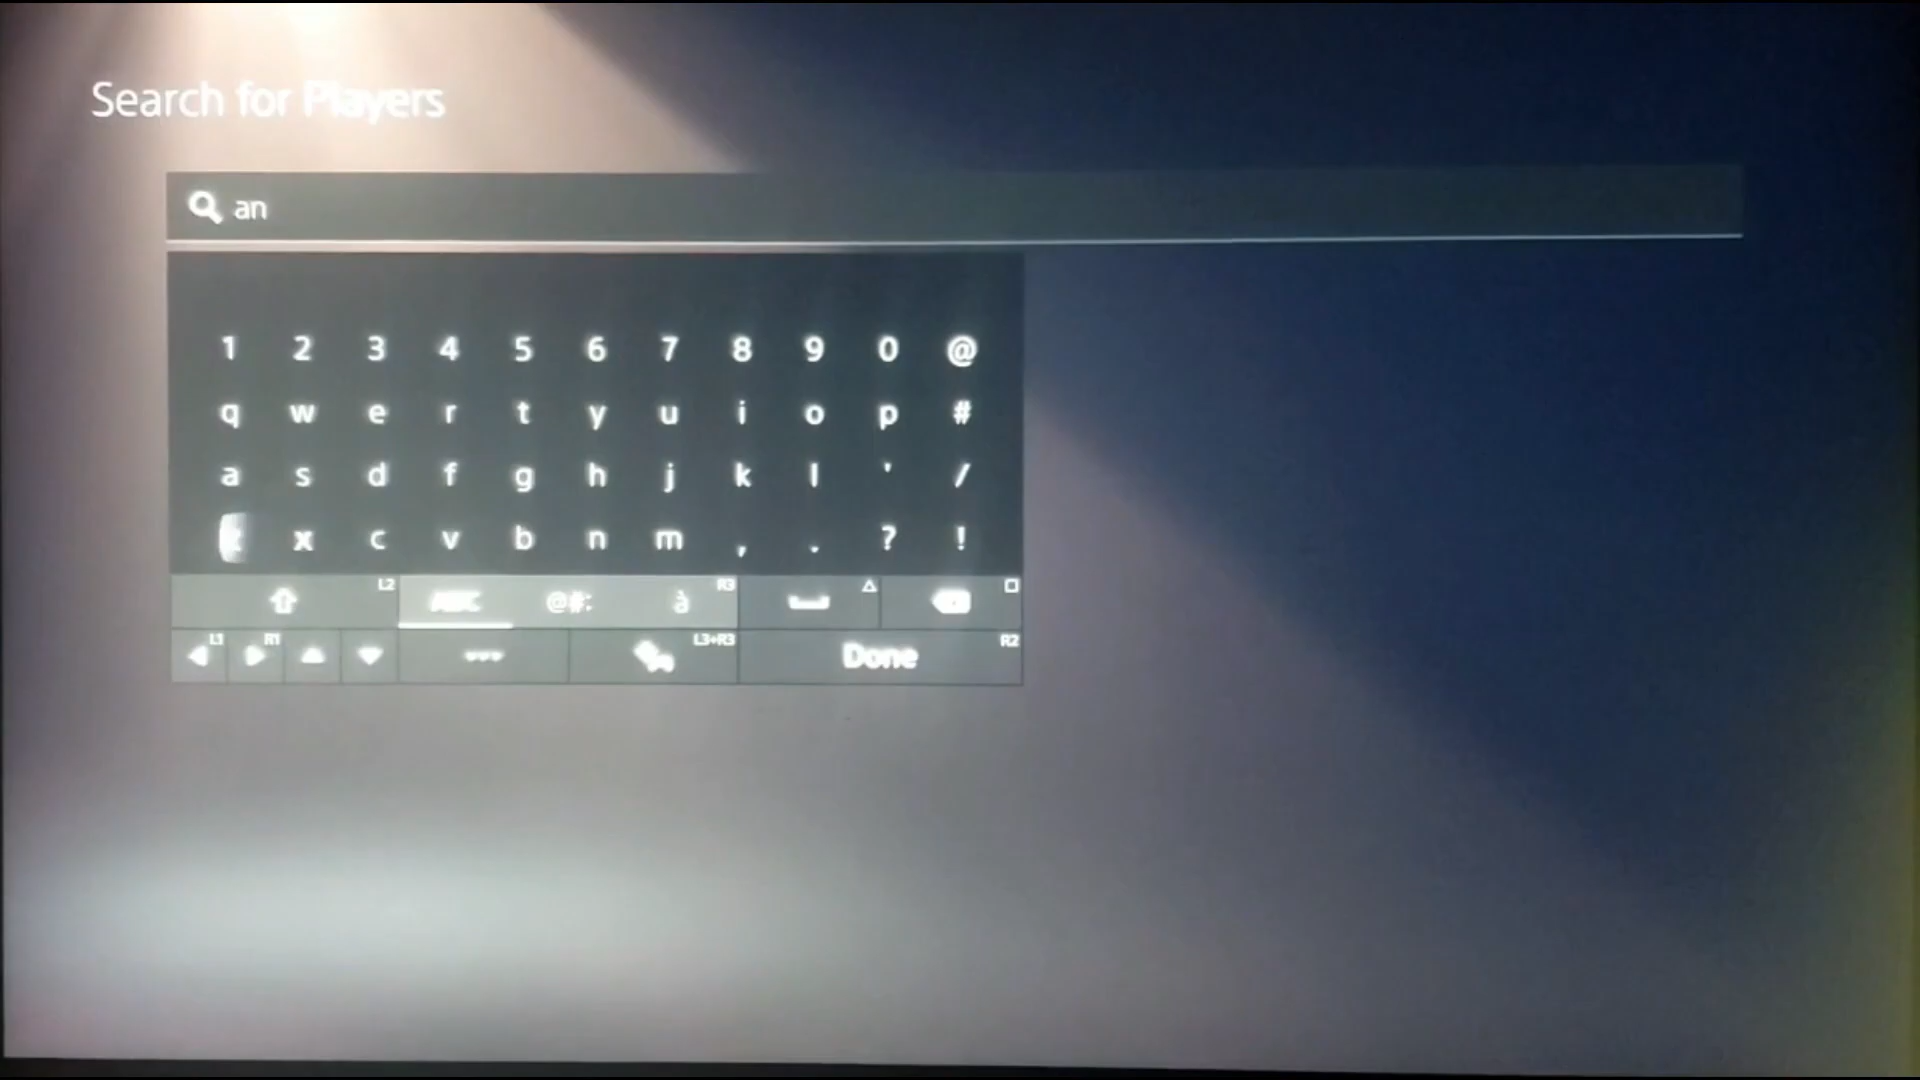 Search for Players
an
1 2 3 4 5 6 7 8 9 0 @
q w e r t y u i o p #
a s d f g h j k l ' /
x c v b n m , . ? !
L2 ABC @#: à R3 △ □
L1 R1 L3+R3 Done R2